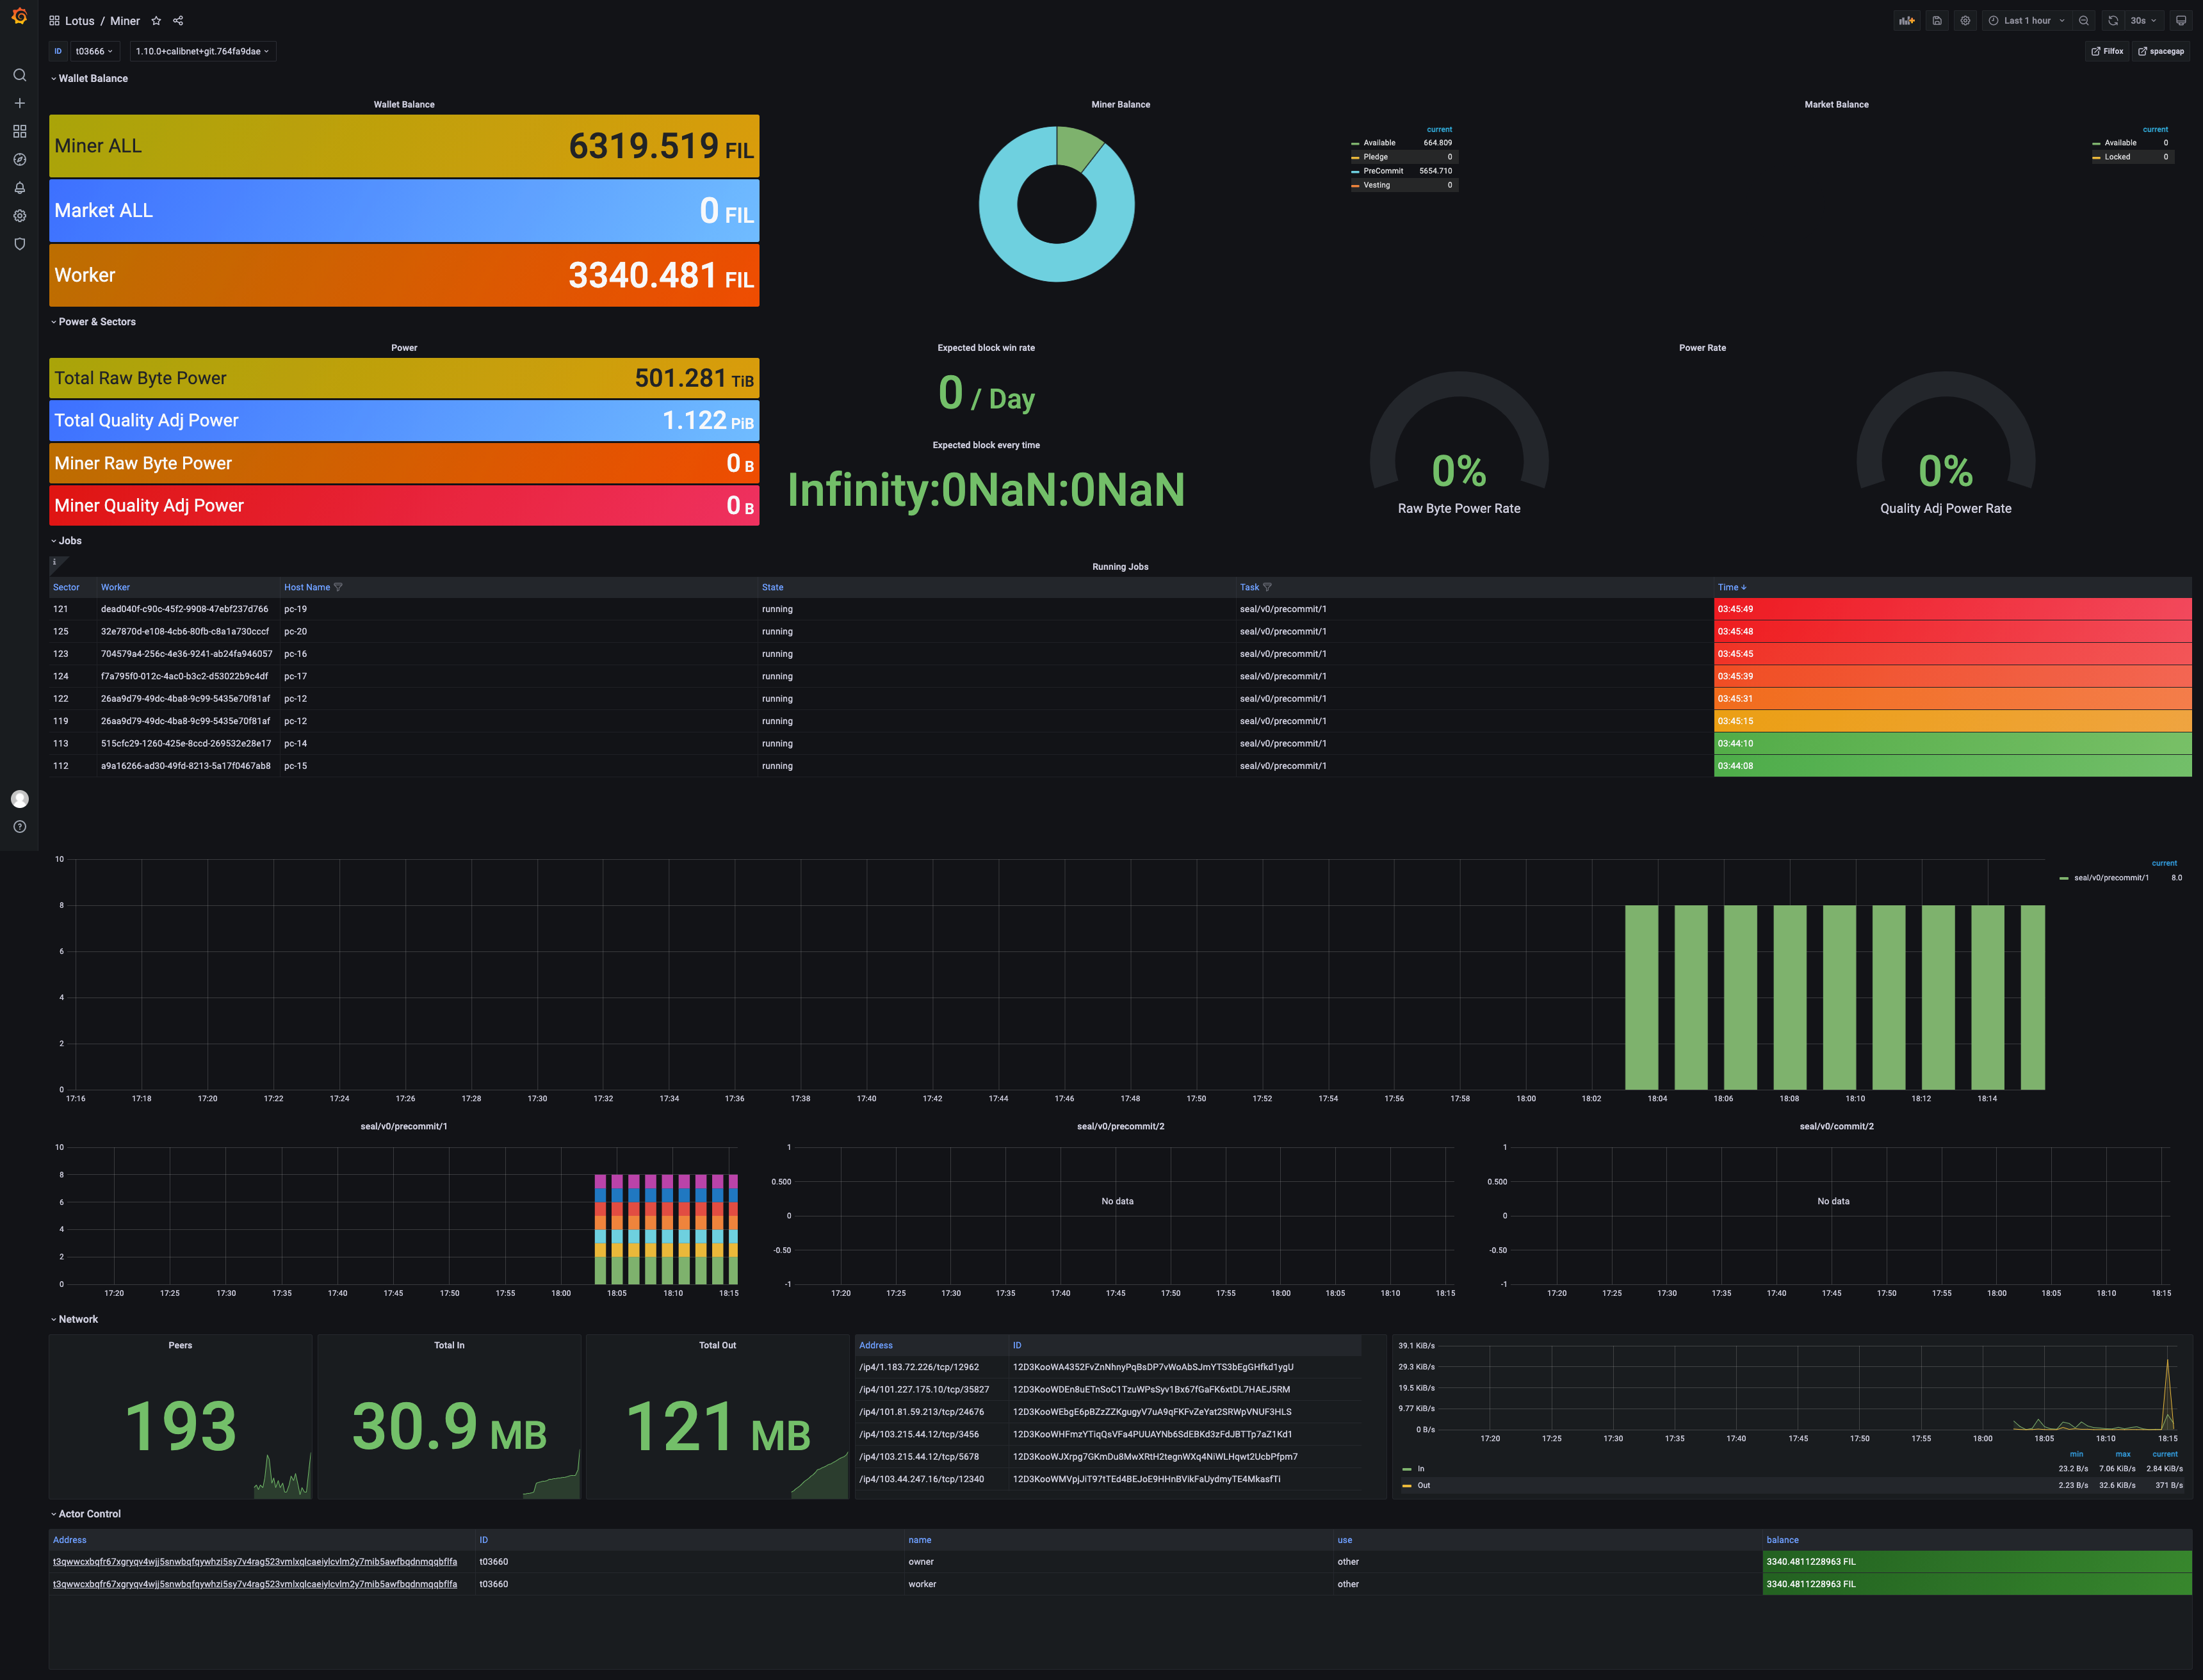 Lotus / Miner
Last 1 hour
30s
ID t03666 1.10.0+calibnet+git.764fa9dae
Filfox spacegap
Wallet Balance
Wallet Balance
Miner ALL 6319.519 FIL
Market ALL 0 FIL
Worker 3340.481 FIL
Miner Balance
current
Available 664.809
Pledge 0
PreCommit 5654.710
Vesting 0
Market Balance
current
Available 0
Locked 0
Power & Sectors
Power
Total Raw Byte Power 501.281 TiB
Total Quality Adj Power 1.122 PiB
Miner Raw Byte Power 0 B
Miner Quality Adj Power 0 B
Expected block win rate
0 / Day
Expected block every time
Infinity:0NaN:0NaN
Power Rate
0%
Raw Byte Power Rate
0%
Quality Adj Power Rate
Jobs
i
Running Jobs
Sector Worker Host Name State Task Time
121 dead040f-c90c-45f2-9908-47ebf237d766 pc-19 running seal/v0/precommit/1 03:45:49
125 32e7870d-e108-4cb6-80fb-c8a1a730cccf pc-20 running seal/v0/precommit/1 03:45:48
123 704579a4-256c-4e36-9241-ab24fa946057 pc-16 running seal/v0/precommit/1 03:45:45
124 f7a795f0-012c-4ac0-b3c2-d53022b9c4df pc-17 running seal/v0/precommit/1 03:45:39
122 26aa9d79-49dc-4ba8-9c99-5435e70f81af pc-12 running seal/v0/precommit/1 03:45:31
119 26aa9d79-49dc-4ba8-9c99-5435e70f81af pc-12 running seal/v0/precommit/1 03:45:15
113 515cfc29-1260-425e-8ccd-269532e28e17 pc-14 running seal/v0/precommit/1 03:44:10
112 a9a16266-ad30-49fd-8213-5a17f0467ab8 pc-15 running seal/v0/precommit/1 03:44:08
10
8
6
4
2
0
17:16 17:18 17:20 17:22 17:24 17:26 17:28 17:30 17:32 17:34 17:36 17:38 17:40 17:42 17:44 17:46 17:48 17:50 17:52 17:54 17:56 17:58 18:00 18:02 18:04 18:06 18:08 18:10 18:12 18:14
current
seal/v0/precommit/1 8.0
seal/v0/precommit/1
10
8
6
4
2
0
17:20 17:25 17:30 17:35 17:40 17:45 17:50 17:55 18:00 18:05 18:10 18:15
seal/v0/precommit/2
1
0.500
0
-0.50
-1
No data
17:20 17:25 17:30 17:35 17:40 17:45 17:50 17:55 18:00 18:05 18:10 18:15
seal/v0/commit/2
1
0.500
0
-0.50
-1
No data
17:20 17:25 17:30 17:35 17:40 17:45 17:50 17:55 18:00 18:05 18:10 18:15
Network
Peers
193
Total In
30.9 MB
Total Out
121 MB
Address ID
/ip4/1.183.72.226/tcp/12962 12D3KooWA4352FvZnNhnyPqBsDP7vWoAbSJmYTS3bEgGHfkd1ygU
/ip4/101.227.175.10/tcp/35827 12D3KooWDEn8uETnSoC1TzuWPsSyv1Bx67fGaFK6xtDL7HAEJ5RM
/ip4/101.81.59.213/tcp/24676 12D3KooWEbgE6pBZzZZKgugyV7uA9qFKFvZeYat2SRWpVNUF3HLS
/ip4/103.215.44.12/tcp/3456 12D3KooWHFmzYTiqQsVFa4PUUAYNb6SdEBKd3zFdJBTTp7aZ1Kd1
/ip4/103.215.44.12/tcp/5678 12D3KooWJXrpg7GKmDu8MwXRtH2tegnWXq4NiWLHqwt2UcbPfpm7
/ip4/103.44.247.16/tcp/12340 12D3KooWMVpjJiT97tTEd4BEJoE9HHnBVikFaUydmyTE4MkasfTi
39.1 KiB/s
29.3 KiB/s
19.5 KiB/s
9.77 KiB/s
0 B/s
17:20 17:25 17:30 17:35 17:40 17:45 17:50 17:55 18:00 18:05 18:10 18:15
min max current
In 23.2 B/s 7.06 KiB/s 2.84 KiB/s
Out 2.23 B/s 32.6 KiB/s 371 B/s
Actor Control
Address ID name use balance
t3qwwcxbqfr67xgryqv4wjj5snwbqfqywhzi5sy7v4rag523vmlxqlcaeiylcvlm2y7mib5awfbqdnmqqbflfa t03660 owner other 3340.4811228963 FIL
t3qwwcxbqfr67xgryqv4wjj5snwbqfqywhzi5sy7v4rag523vmlxqlcaeiylcvlm2y7mib5awfbqdnmqqbflfa t03660 worker other 3340.4811228963 FIL